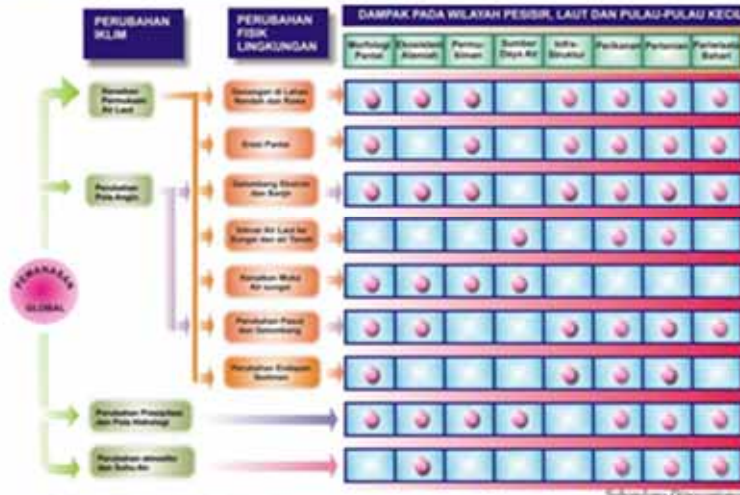 PERUBAHAN
IKLIM
PERUBAHAN
FISIK
LINGKUNGAN
DAMPAK PADA WILAYAH PESISIR, LAUT DAN PULAU-PULAU KECIL
Morfologi
Pantai
Ekosistem
Alamiah
Permu-
kiman
Sumber
Daya Air
Infra-
Struktur
Perikanan
Pertanian
Pariwisata
Bahari
Kenaikan
Permukaan
Air Laut
Genangan di Lahan
Rendah dan Rawa
Erosi Pantai
Perubahan
Pola Angin
Gelombang Ekstrim
dan Banjir
Intrusi Air Laut ke
Sungai dan air Tanah
Kenaikan Muka
Air sungai
PEMANASAN
GLOBAL
Perubahan Pasut
dan Gelombang
Perubahan Endapan
Sedimen
Perubahan Presipitasi
dan Pola Hidrologi
Perubahan atmosfer
dan Suhu Air